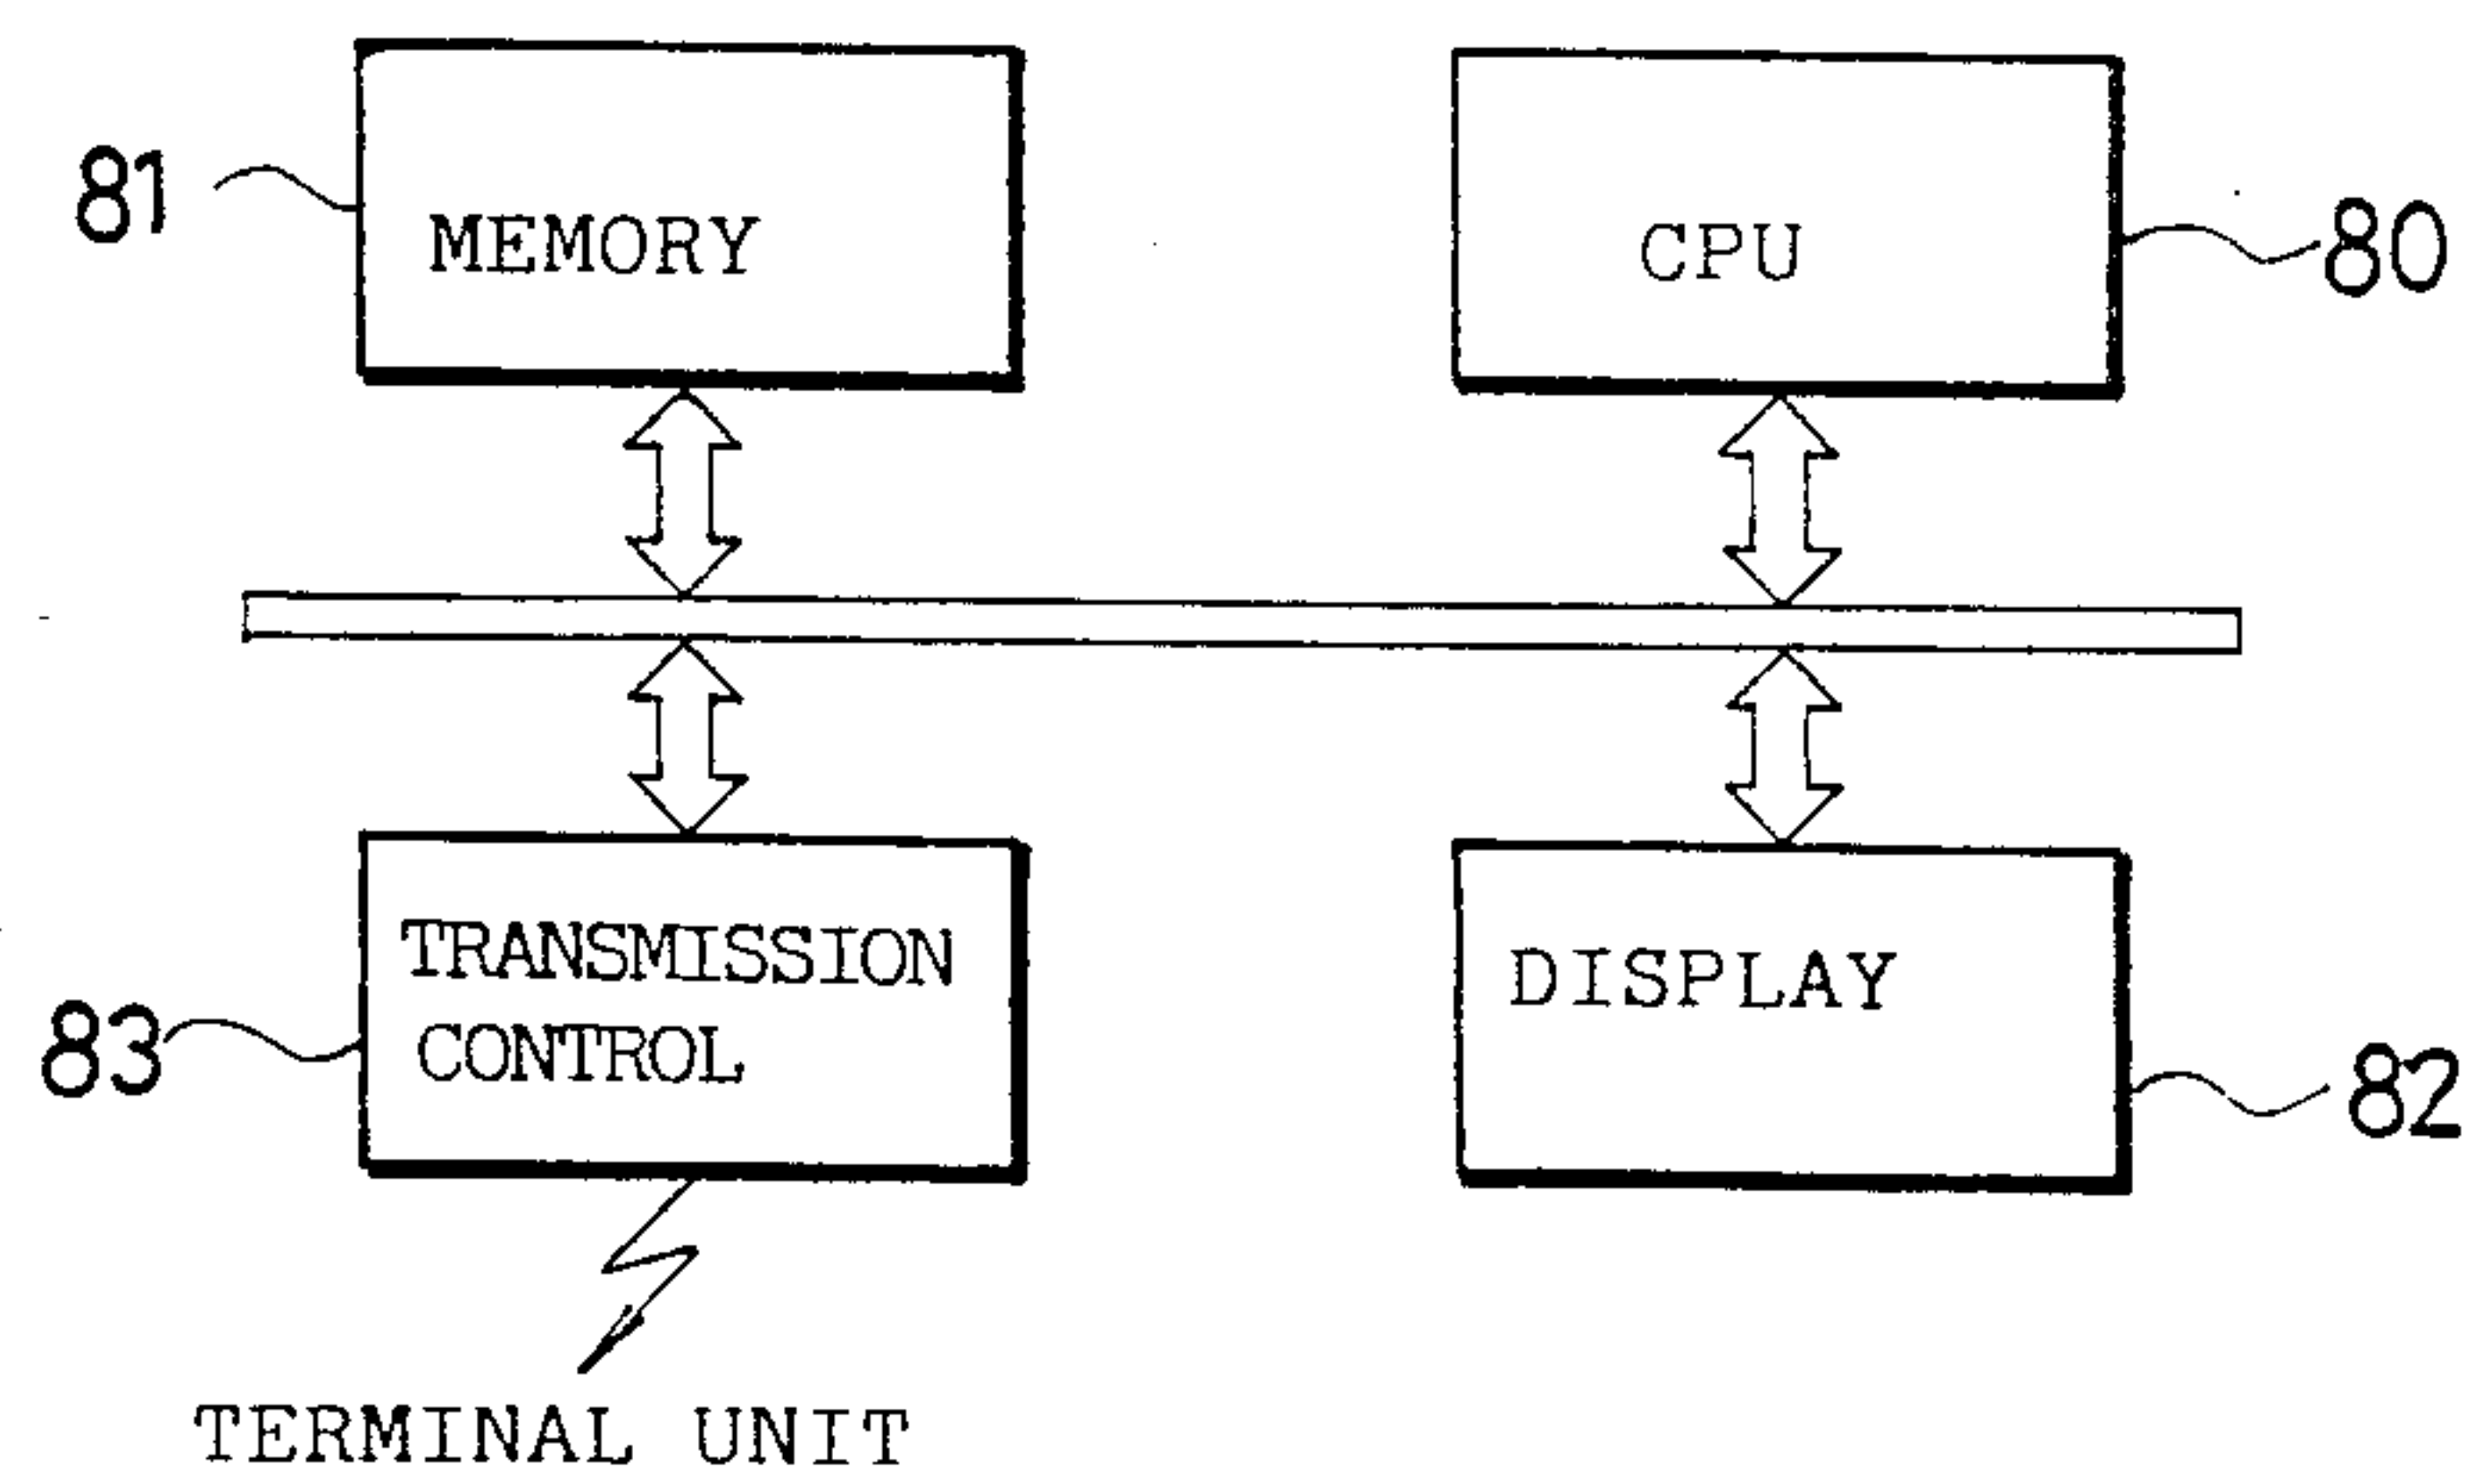 81
MEMORY
CPU
80
TRANSMISSION
CONTROL
83
DISPLAY
82
TERMINAL UNIT